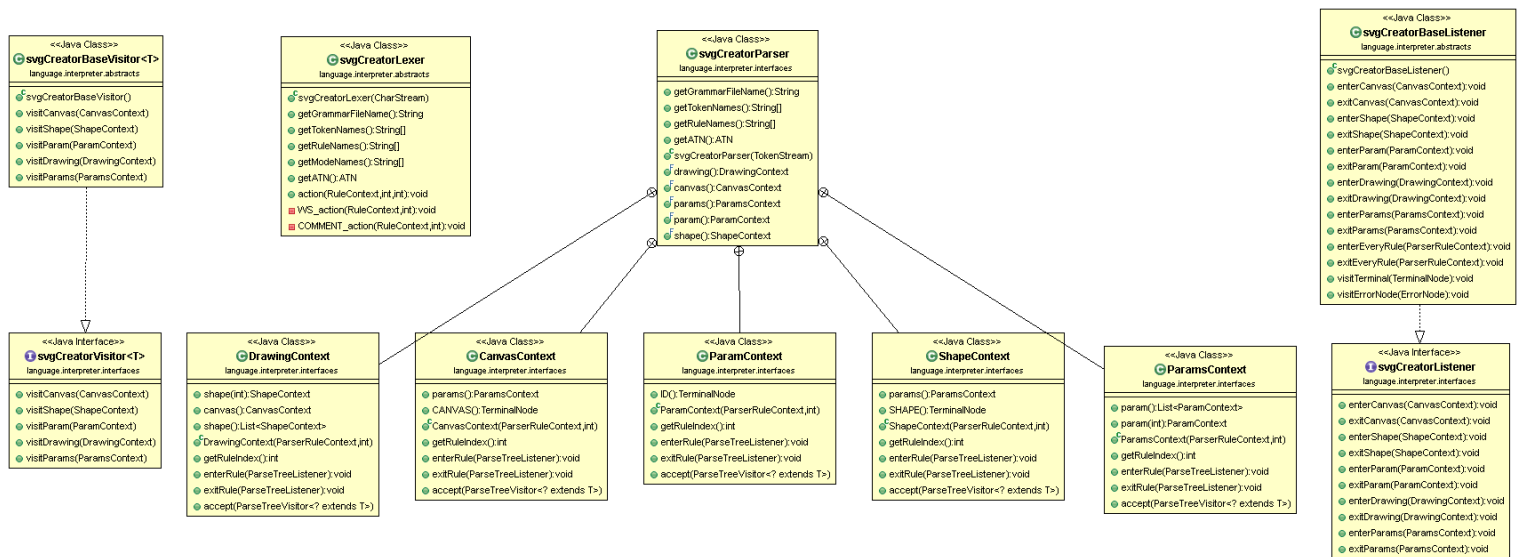 <<Java Class>>
svgCreatorBaseVisitor<T>
language.interpreter.abstracts
svgCreatorBaseVisitor()
visitCanvas(CanvasContext)
visitShape(ShapeContext)
visitParam(ParamContext)
visitDrawing(DrawingContext)
visitParams(ParamsContext)
<<Java Class>>
svgCreatorLexer
language.interpreter.abstracts
svgCreatorLexer(CharStream)
getGrammarFileName():String
getTokenNames():String[]
getRuleNames():String[]
getModeNames():String[]
getATN():ATN
action(RuleContext,int,int):void
WS_action(RuleContext,int):void
COMMENT_action(RuleContext,int):void
<<Java Class>>
svgCreatorParser
language.interpreter.interfaces
getGrammarFileName():String
getTokenNames():String[]
getRuleNames():String[]
getATN():ATN
svgCreatorParser(TokenStream)
drawing():DrawingContext
canvas():CanvasContext
params():ParamsContext
param():ParamContext
shape():ShapeContext
<<Java Class>>
svgCreatorBaseListener
language.interpreter.abstracts
svgCreatorBaseListener()
enterCanvas(CanvasContext):void
exitCanvas(CanvasContext):void
enterShape(ShapeContext):void
exitShape(ShapeContext):void
enterParam(ParamContext):void
exitParam(ParamContext):void
enterDrawing(DrawingContext):void
exitDrawing(DrawingContext):void
enterParams(ParamsContext):void
exitParams(ParamsContext):void
enterEveryRule(ParserRuleContext):void
exitEveryRule(ParserRuleContext):void
visitTerminal(TerminalNode):void
visitErrorNode(ErrorNode):void
<<Java Interface>>
svgCreatorVisitor<T>
language.interpreter.interfaces
visitCanvas(CanvasContext)
visitShape(ShapeContext)
visitParam(ParamContext)
visitDrawing(DrawingContext)
visitParams(ParamsContext)
<<Java Class>>
DrawingContext
language.interpreter.interfaces
shape(int):ShapeContext
canvas():CanvasContext
shape():List<ShapeContext>
DrawingContext(ParserRuleContext,int)
getRuleIndex():int
enterRule(ParseTreeListener):void
exitRule(ParseTreeListener):void
accept(ParseTreeVisitor<? extends T>)
<<Java Class>>
CanvasContext
language.interpreter.interfaces
params():ParamsContext
CANVAS():TerminalNode
CanvasContext(ParserRuleContext,int)
getRuleIndex():int
enterRule(ParseTreeListener):void
exitRule(ParseTreeListener):void
accept(ParseTreeVisitor<? extends T>)
<<Java Class>>
ParamContext
language.interpreter.interfaces
ID():TerminalNode
ParamContext(ParserRuleContext,int)
getRuleIndex():int
enterRule(ParseTreeListener):void
exitRule(ParseTreeListener):void
accept(ParseTreeVisitor<? extends T>)
<<Java Class>>
ShapeContext
language.interpreter.interfaces
params():ParamsContext
SHAPE():TerminalNode
ShapeContext(ParserRuleContext,int)
getRuleIndex():int
enterRule(ParseTreeListener):void
exitRule(ParseTreeListener):void
accept(ParseTreeVisitor<? extends T>)
<<Java Class>>
ParamsContext
language.interpreter.interfaces
param():List<ParamContext>
param(int):ParamContext
ParamsContext(ParserRuleContext,int)
getRuleIndex():int
enterRule(ParseTreeListener):void
exitRule(ParseTreeListener):void
accept(ParseTreeVisitor<? extends T>)
<<Java Interface>>
svgCreatorListener
language.interpreter.interfaces
enterCanvas(CanvasContext):void
exitCanvas(CanvasContext):void
enterShape(ShapeContext):void
exitShape(ShapeContext):void
enterParam(ParamContext):void
exitParam(ParamContext):void
enterDrawing(DrawingContext):void
exitDrawing(DrawingContext):void
enterParams(ParamsContext):void
exitParams(ParamsContext):void